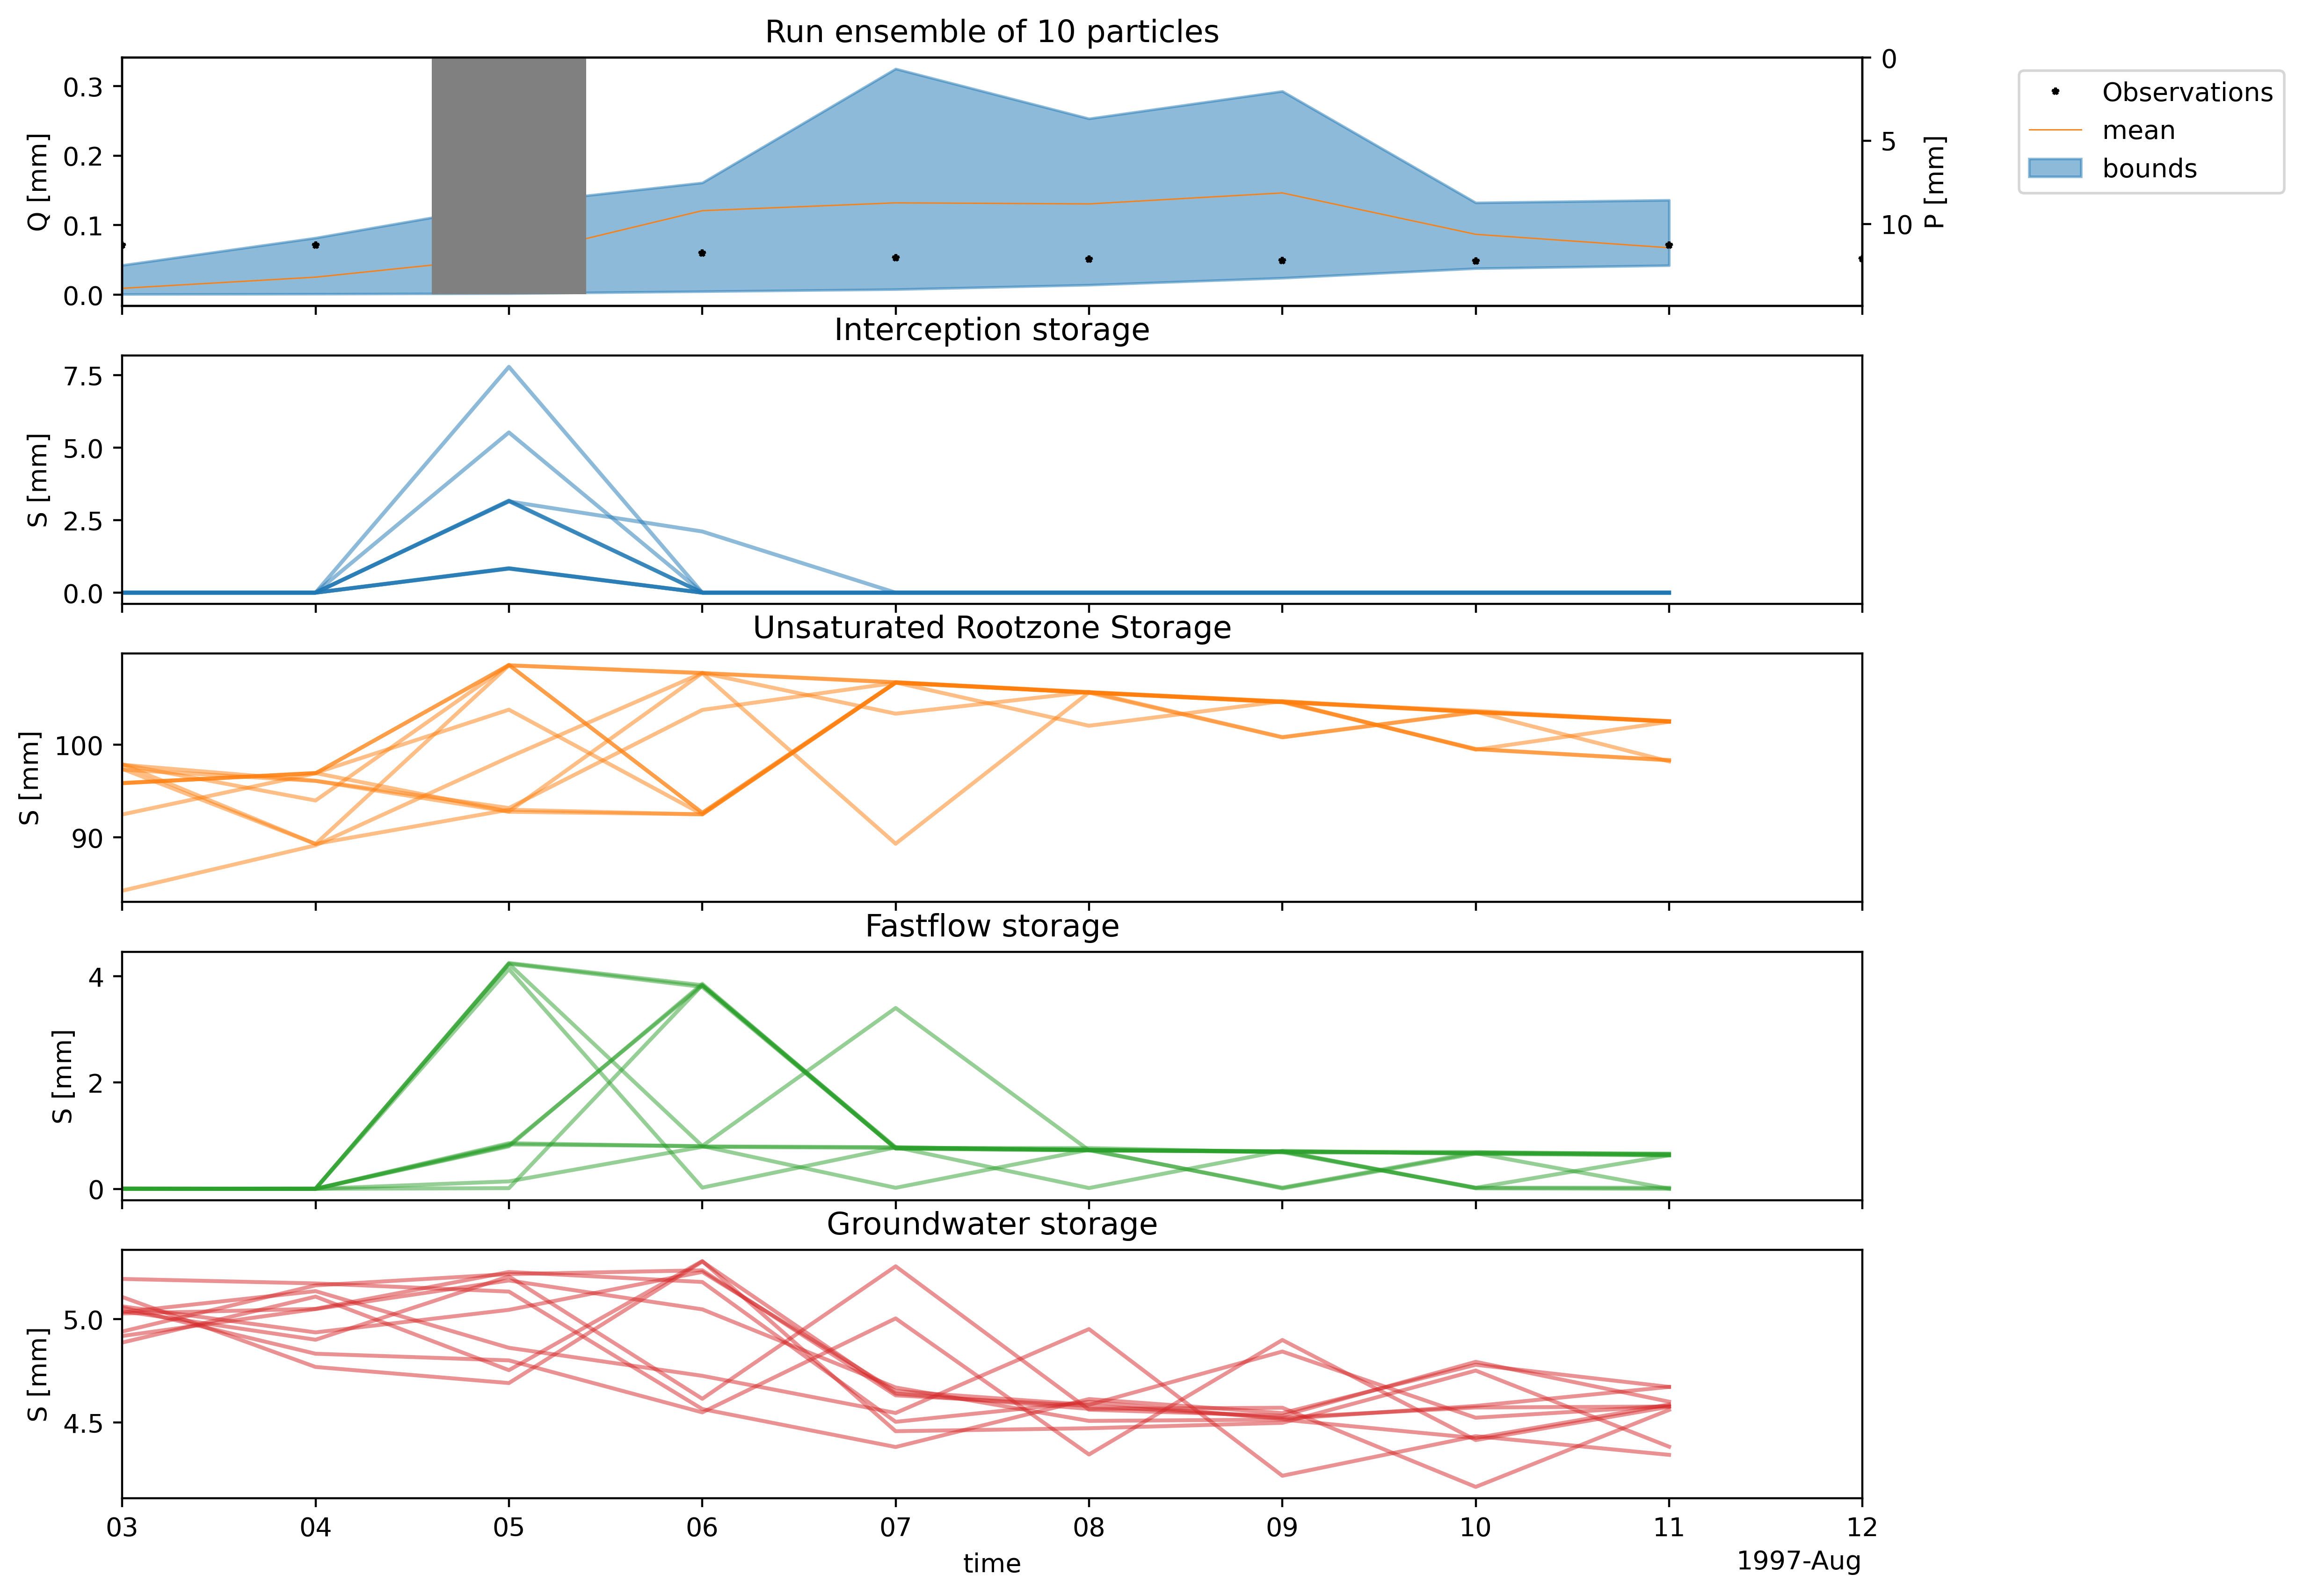 Run ensemble of 10 particles
0.3
0.2
0.1
0.0
Q [mm]
0
5
10
P [mm]
Observations
mean
bounds
Interception storage
7.5
5.0
2.5
0.0
S [mm]
Unsaturated Rootzone Storage
100
90
S [mm]
Fastflow storage
4
2
0
S [mm]
Groundwater storage
5.0
4.5
S [mm]
03 04 05 06 07 08 09 10 11 12
time
1997-Aug